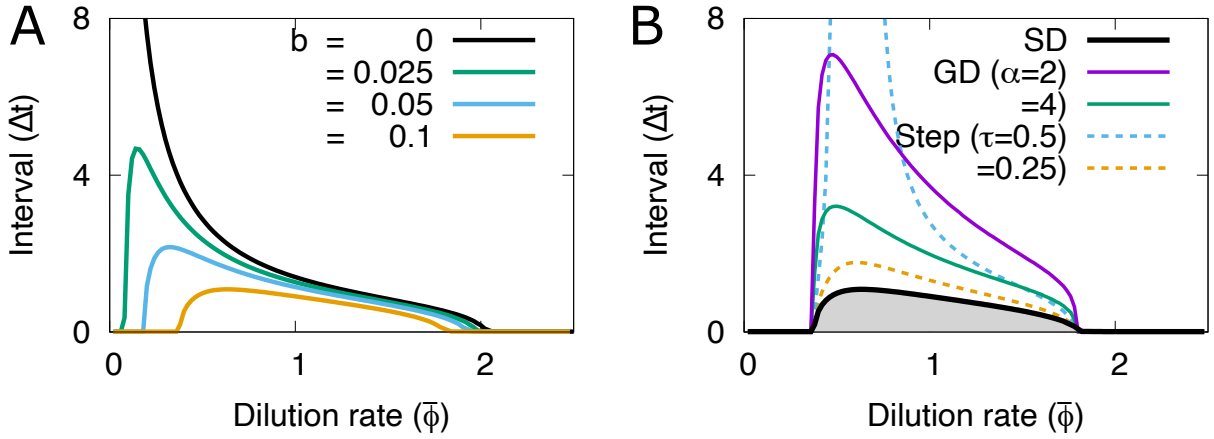 A
Interval (Δt)
8
4
0
b = 0
= 0.025
= 0.05
= 0.1
0 1 2
Dilution rate (ϕ̅)
B
Interval (Δt)
8
4
0
SD
GD (α=2)
=4)
Step (τ=0.5)
=0.25)
0 1 2
Dilution rate (ϕ̅)